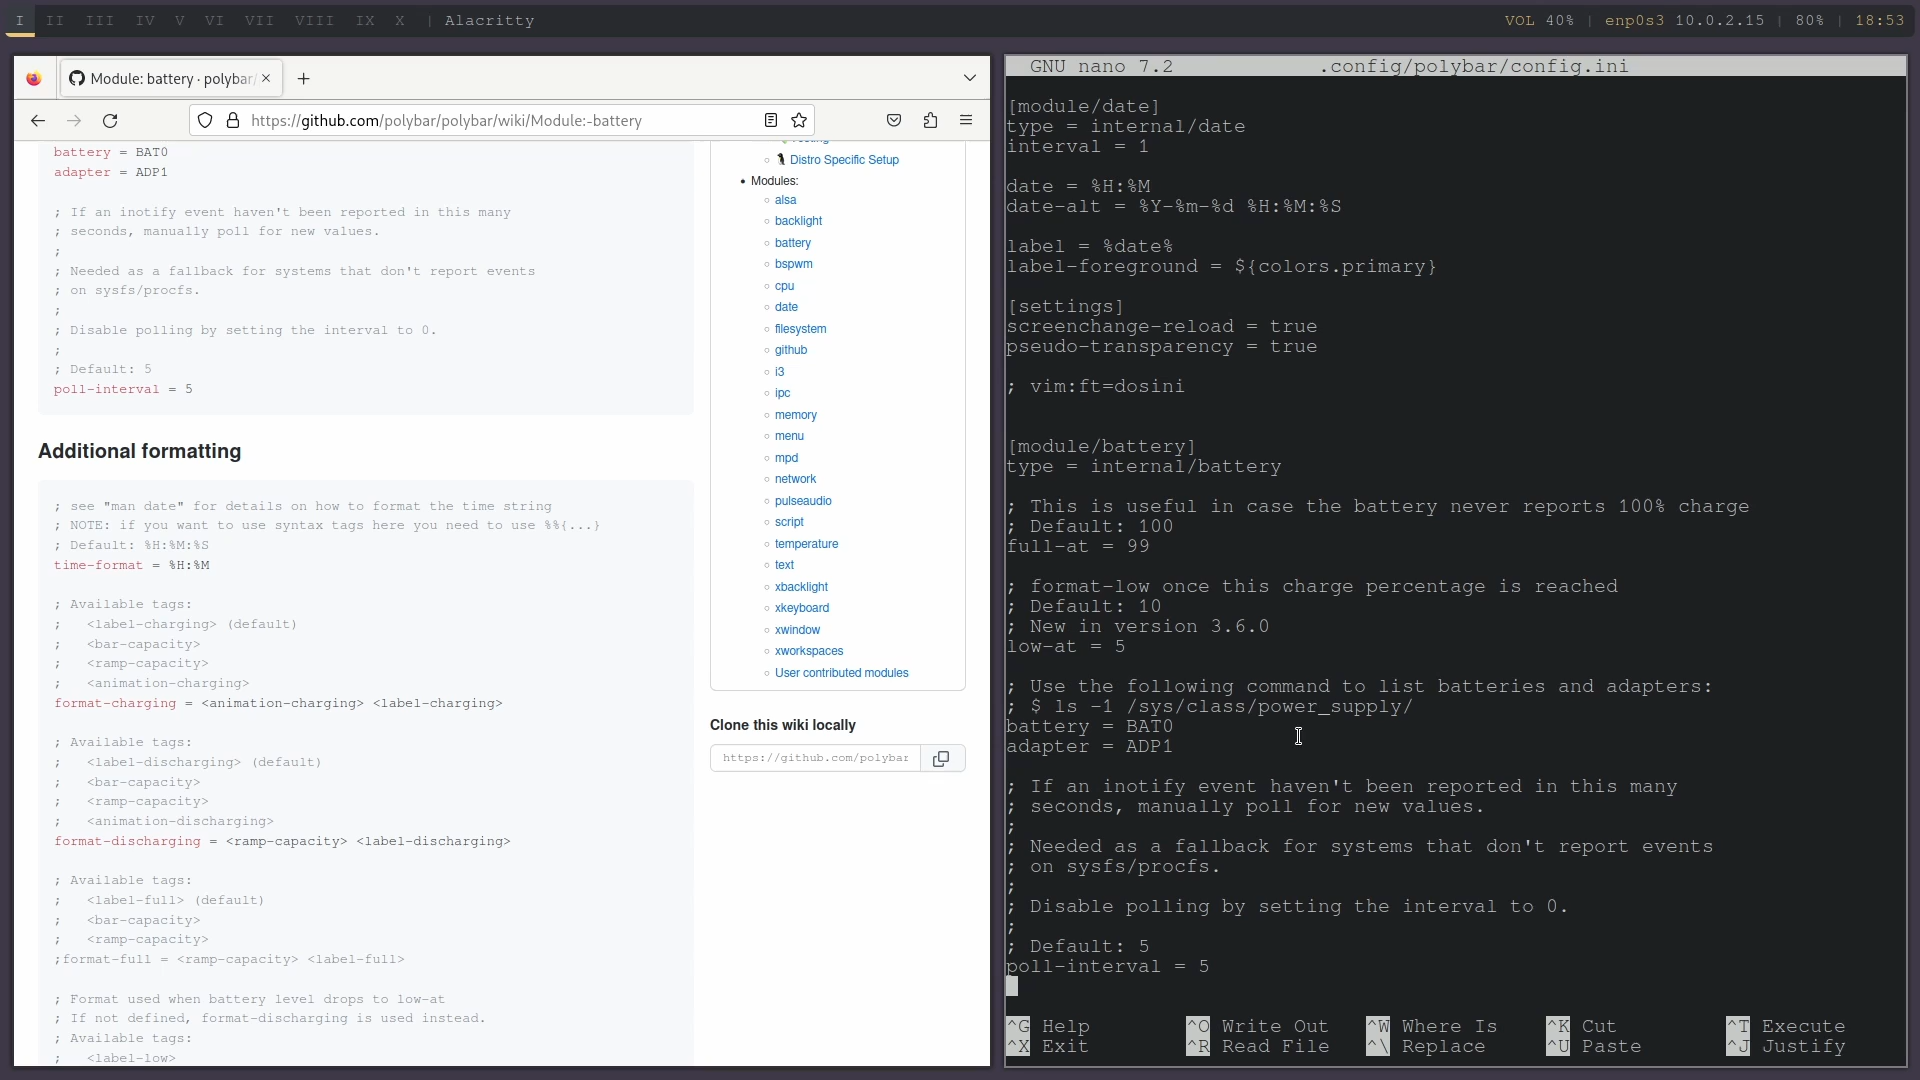 I II III IV V VI VII VIII IX X | Alacritty
VOL 40% | enp0s3 10.0.2.15 | 80% | 18:53
Module: battery · polybar/
https://github.com/polybar/polybar/wiki/Module:-battery
battery = BAT0
adapter = ADP1
; If an inotify event haven't been reported in this many
; seconds, manually poll for new values.
;
; Needed as a fallback for systems that don't report events
; on sysfs/procfs.
;
; Disable polling by setting the interval to 0.
;
; Default: 5
poll-interval = 5
Additional formatting
; see "man date" for details on how to format the time string
; NOTE: if you want to use syntax tags here you need to use %%{...}
; Default: %H:%M:%S
time-format = %H:%M
; Available tags:
;   <label-charging> (default)
;   <bar-capacity>
;   <ramp-capacity>
;   <animation-charging>
format-charging = <animation-charging> <label-charging>
; Available tags:
;   <label-discharging> (default)
;   <bar-capacity>
;   <ramp-capacity>
;   <animation-discharging>
format-discharging = <ramp-capacity> <label-discharging>
; Available tags:
;   <label-full> (default)
;   <bar-capacity>
;   <ramp-capacity>
;format-full = <ramp-capacity> <label-full>
; Format used when battery level drops to low-at
; If not defined, format-discharging is used instead.
; Available tags:
;   <label-low>
Distro Specific Setup
Modules:
alsa
backlight
battery
bspwm
cpu
date
filesystem
github
i3
ipc
memory
menu
mpd
network
pulseaudio
script
temperature
text
xbacklight
xkeyboard
xwindow
xworkspaces
User contributed modules
Clone this wiki locally
https://github.com/polybar
GNU nano 7.2 .config/polybar/config.ini
[module/date]
type = internal/date
interval = 1
date = %H:%M
date-alt = %Y-%m-%d %H:%M:%S
label = %date%
label-foreground = ${colors.primary}
[settings]
screenchange-reload = true
pseudo-transparency = true
; vim:ft=dosini
[module/battery]
type = internal/battery
; This is useful in case the battery never reports 100% charge
; Default: 100
full-at = 99
; format-low once this charge percentage is reached
; Default: 10
; New in version 3.6.0
low-at = 5
; Use the following command to list batteries and adapters:
; $ ls -1 /sys/class/power_supply/
battery = BAT0
adapter = ADP1
; If an inotify event haven't been reported in this many
; seconds, manually poll for new values.
;
; Needed as a fallback for systems that don't report events
; on sysfs/procfs.
;
; Disable polling by setting the interval to 0.
;
; Default: 5
poll-interval = 5
^G Help ^O Write Out ^W Where Is ^K Cut ^T Execute
^X Exit ^R Read File ^\ Replace ^U Paste ^J Justify